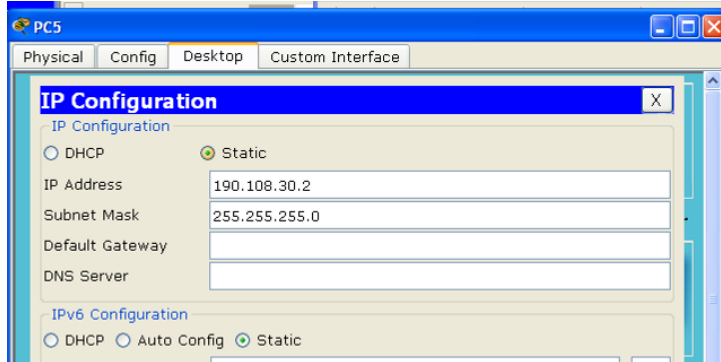 PC5
Physical Config Desktop Custom Interface
IP Configuration X
IP Configuration
DHCP Static
IP Address 190.108.30.2
Subnet Mask 255.255.255.0
Default Gateway
DNS Server
IPv6 Configuration
DHCP Auto Config Static